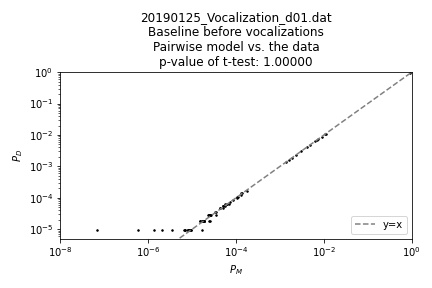 20190125_Vocalization_d01.dat
Baseline before vocalizations
Pairwise model vs. the data
p-value of t-test: 1.00000
10⁰
10⁻¹
10⁻²
10⁻³
10⁻⁴
10⁻⁵
P_D
y=x
10⁻⁸ 10⁻⁶ 10⁻⁴ 10⁻² 10⁰
P_M